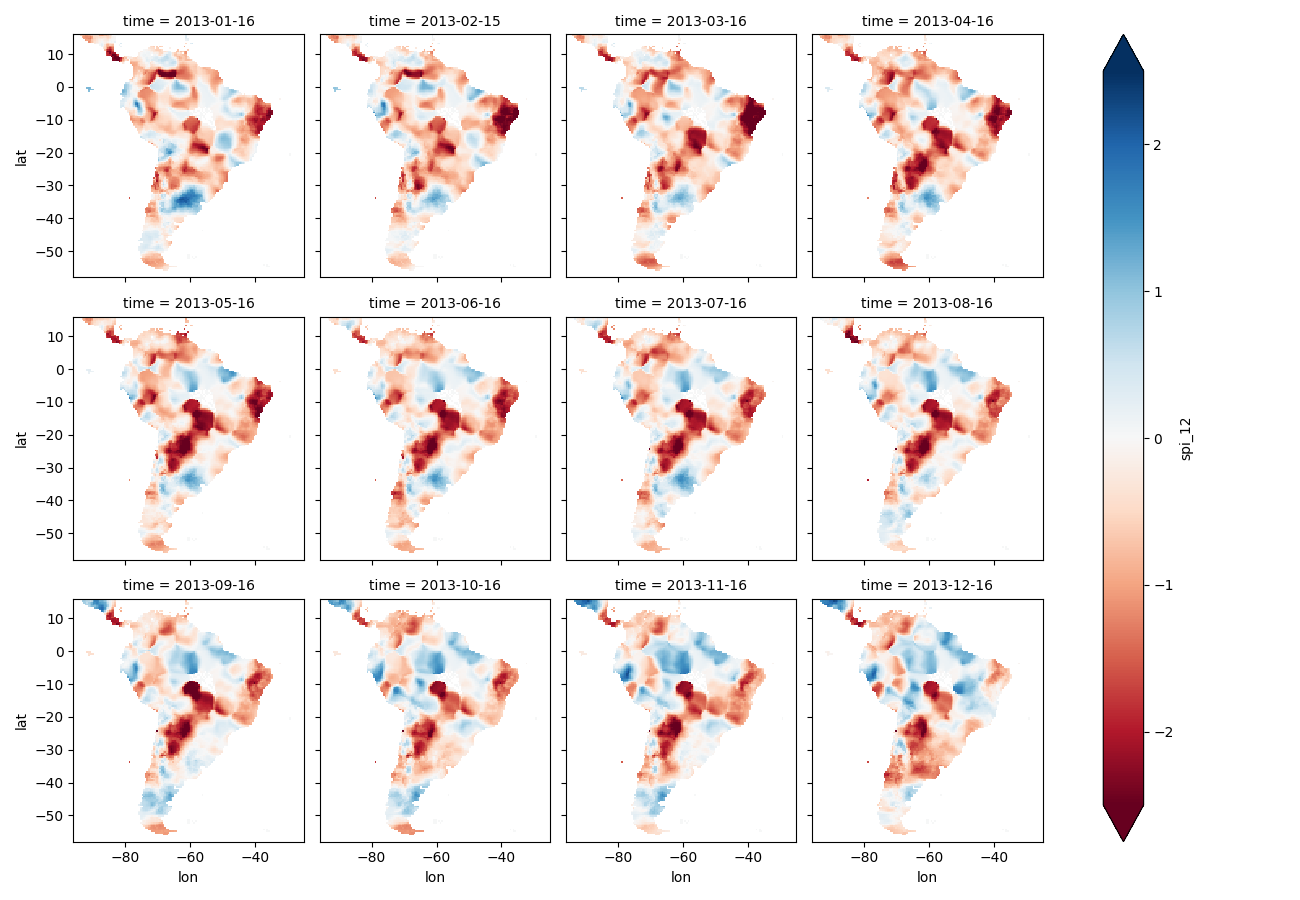 time = 2013-01-16
time = 2013-02-15
time = 2013-03-16
time = 2013-04-16
10
0
−10
−20
−30
−40
−50
lat
time = 2013-05-16
time = 2013-06-16
time = 2013-07-16
time = 2013-08-16
10
0
−10
−20
−30
−40
−50
lat
time = 2013-09-16
time = 2013-10-16
time = 2013-11-16
time = 2013-12-16
10
0
−10
−20
−30
−40
−50
lat
−80 −60 −40
lon
−80 −60 −40
lon
−80 −60 −40
lon
−80 −60 −40
lon
2
1
0
−1
−2
spi_12